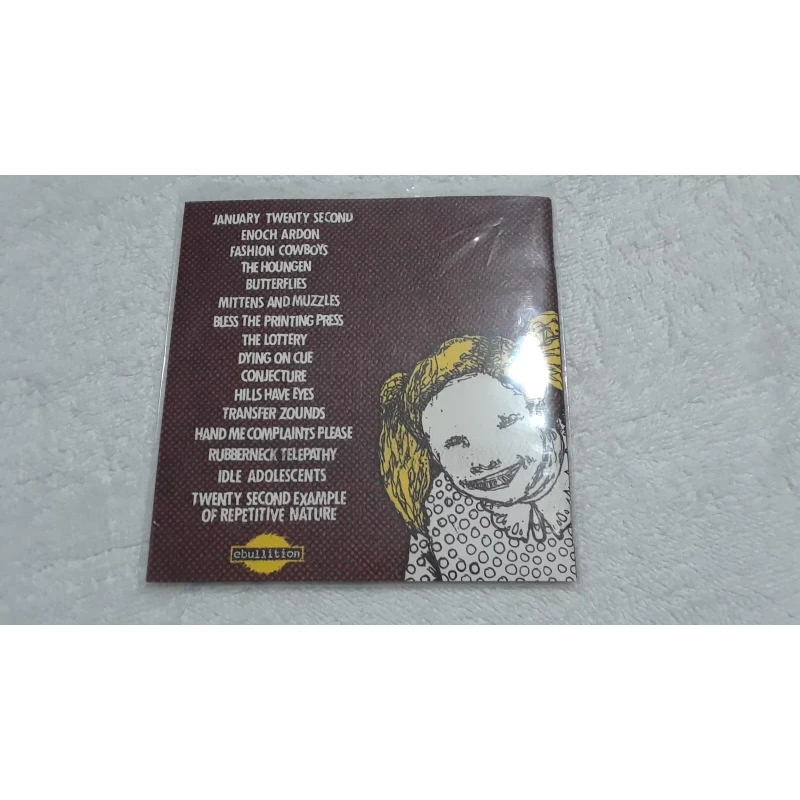 JANUARY TWENTY SECOND
ENOCH ARDON
FASHION COWBOYS
THE HOUNGEN
BUTTERFLIES
MITTENS AND MUZZLES
BLESS THE PRINTING PRESS
THE LOTTERY
DYING ON CUE
CONJECTURE
HILLS HAVE EYES
TRANSFER ZOUNDS
HAND ME COMPLAINTS PLEASE
RUBBERNECK TELEPATHY
IDLE ADOLESCENTS
TWENTY SECOND EXAMPLE
OF REPETITIVE NATURE
ebullition